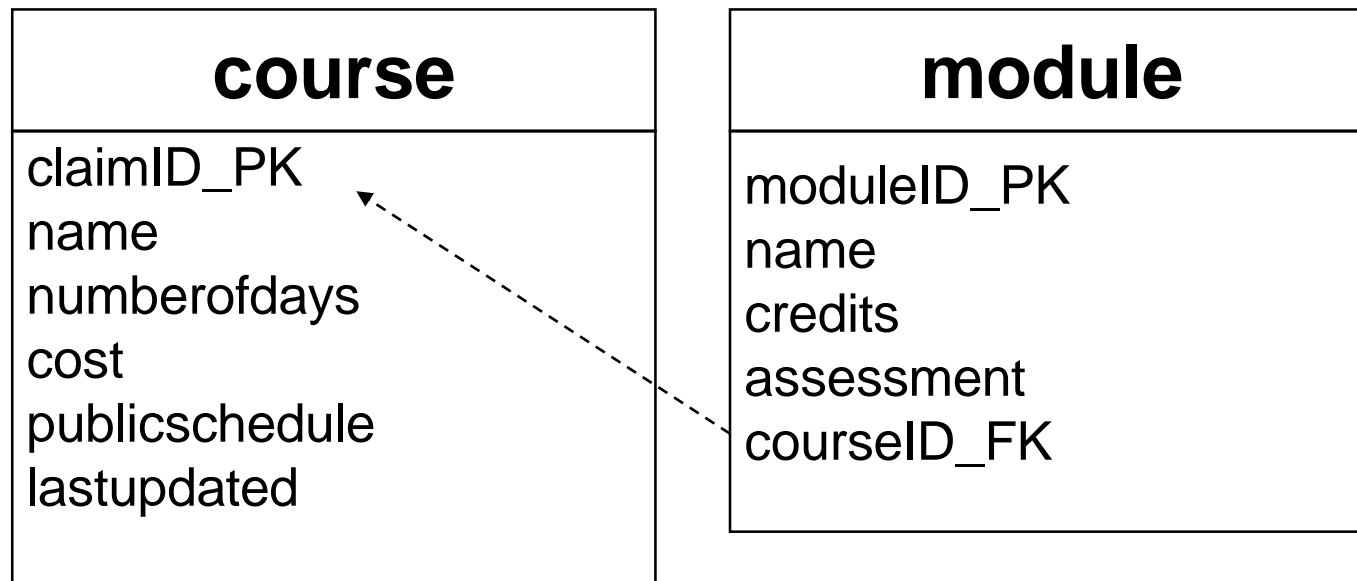 course
claimID_PK
name
numberofdays
cost
publicschedule
lastupdated
module
moduleID_PK
name
credits
assessment
courseID_FK